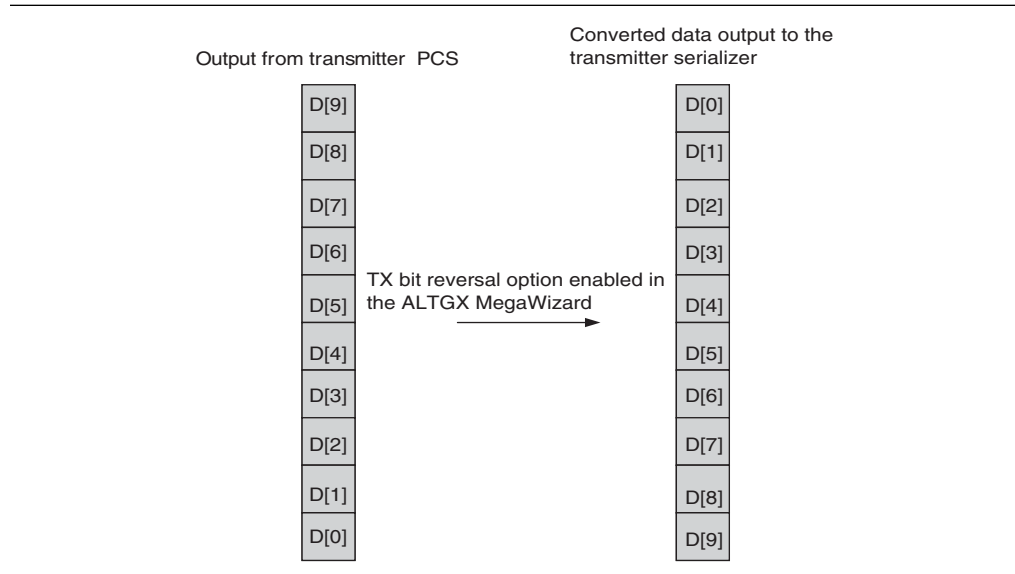 Output from transmitter PCS
Converted data output to the
transmitter serializer
D[9]
D[8]
D[7]
D[6]
D[5]
D[4]
D[3]
D[2]
D[1]
D[0]
TX bit reversal option enabled in
the ALTGX MegaWizard
D[0]
D[1]
D[2]
D[3]
D[4]
D[5]
D[6]
D[7]
D[8]
D[9]